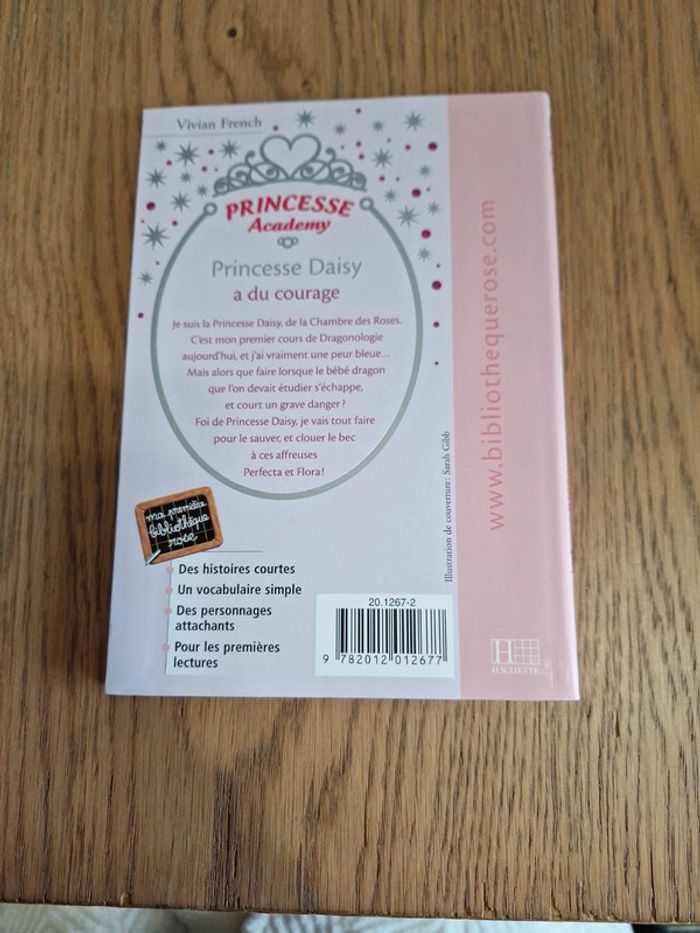 Vivian French
PRINCESSE
Academy
Princesse Daisy
a du courage
Je suis la Princesse Daisy, de la Chambre des Roses.
C'est mon premier cours de Dragonologie
aujourd'hui, et j'ai vraiment une peur bleue...
Mais alors que faire lorsque le bébé dragon
que l'on devait étudier s'échappe,
et court un grave danger ?
Foi de Princesse Daisy, je vais tout faire
pour le sauver, et clouer le bec
à ces affreuses
Perfecta et Flora !
ma première
bibliothèque
rose
Des histoires courtes
Un vocabulaire simple
Des personnages
attachants
Pour les premières
lectures
20.1267-2
9 782012 012677
Illustration de couverture : Sarah Gibb
www.bibliothequerose.com
H
HACHETTE